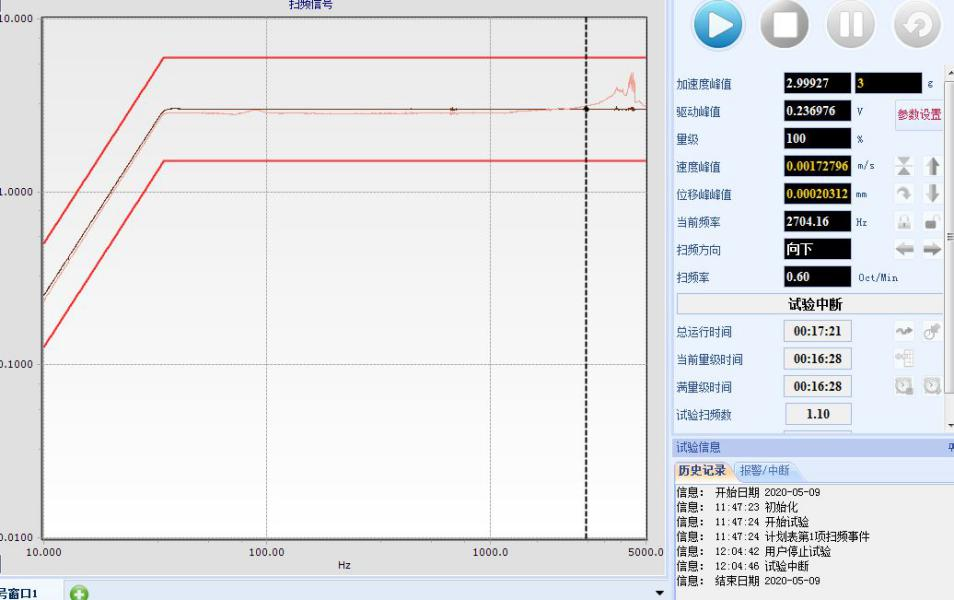 扫频信号
10.000
1.0000
0.1000
0.0100
10.000
100.00
1000.0
5000.0
Hz
号窗口1
加速度峰值 2.99927 3 g
驱动峰值 0.236976 V 参数设置
量级 100 %
速度峰值 0.00172796 m/s
位移峰峰值 0.00020312 mm
当前频率 2704.16 Hz
扫频方向 向下
扫频率 0.60 Oct/Min
试验中断
总运行时间 00:17:21
当前量级时间 00:16:28
满量级时间 00:16:28
试验扫频数 1.10
试验信息
历史记录 报警/中断
信息: 开始日期 2020-05-09
信息: 11:47:23 初始化
信息: 11:47:24 开始试验
信息: 11:47:24 计划表第1项扫频事件
信息: 12:04:42 用户停止试验
信息: 12:04:46 试验中断
信息: 结束日期 2020-05-09